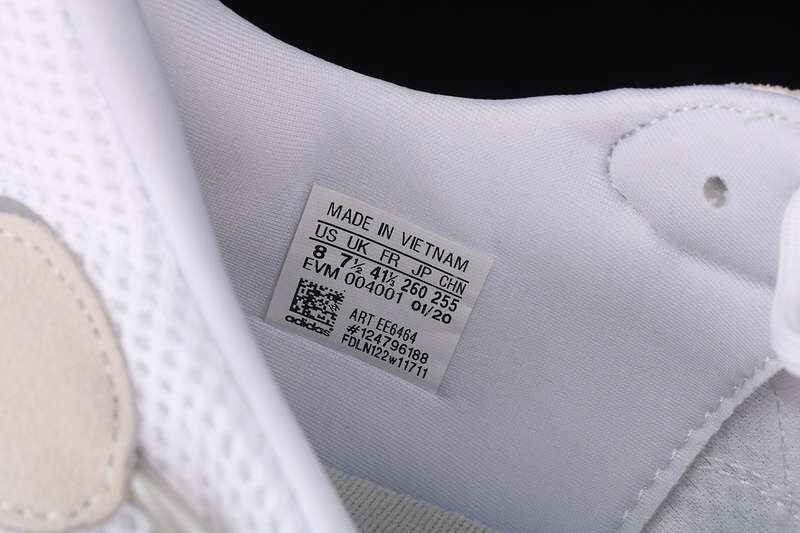 MADE IN VIETNAM
US UK FR JP CHN
8 7½ 41⅓ 260 255
EVM 004001 01/20
ART EE6464
#124796188
FDLN122w11711
adidas